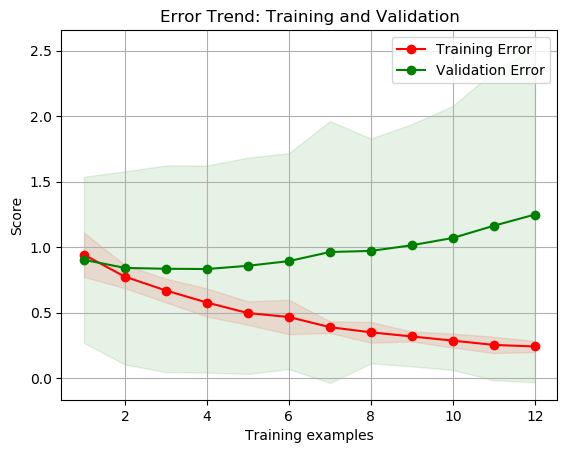 Error Trend: Training and Validation
Training Error
Validation Error
2.5
2.0
1.5
1.0
0.5
0.0
Score
2 4 6 8 10 12
Training examples